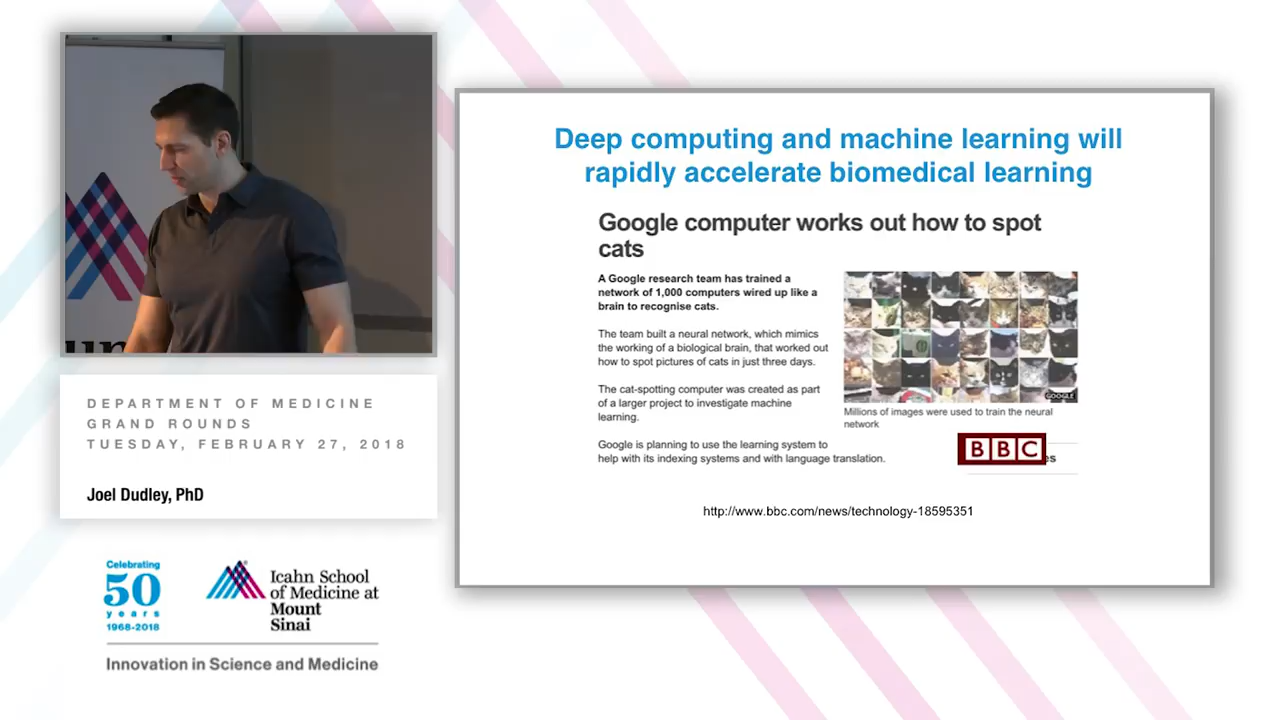 DEPARTMENT OF MEDICINE
GRAND ROUNDS
TUESDAY, FEBRUARY 27, 2018
Joel Dudley, PhD
Celebrating
50
years
1968-2018
Icahn School
of Medicine at
Mount
Sinai
Innovation in Science and Medicine
Deep computing and machine learning will
rapidly accelerate biomedical learning
Google computer works out how to spot
cats
A Google research team has trained a
network of 1,000 computers wired up like a
brain to recognise cats.
The team built a neural network, which mimics
the working of a biological brain, that worked out
how to spot pictures of cats in just three days.
The cat-spotting computer was created as part
of a larger project to investigate machine
learning.
Google is planning to use the learning system to
help with its indexing systems and with language translation.
GOOGLE
Millions of images were used to train the neural
network
BBC
http://www.bbc.com/news/technology-18595351